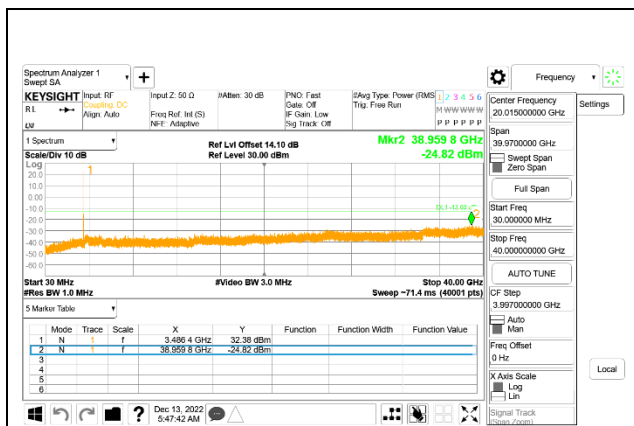 Spectrum Analyzer 1
Swept SA
+
Frequency
Settings
KEYSIGHT
RL
Input: RF
Coupling: DC
Align: Auto
Input Z: 50 Ω
Freq Ref: Int (S)
NFE: Adaptive
#Atten: 30 dB
PNO: Fast
Gate: Off
IF Gain: Low
Sig Track: Off
#Avg Type: Power (RMS)
Trig: Free Run
1 2 3 4 5 6
M W W W W W
P P P P P P
1 Spectrum
Scale/Div 10 dB
Ref Lvl Offset 14.10 dB
Ref Level 30.00 dBm
Mkr2 38.959 8 GHz
-24.82 dBm
Log
1
20.0
10.0
0.00
-10.0
-20.0
-30.0
-40.0
-50.0
-60.0
2
Start 30 MHz
#Res BW 1.0 MHz
#Video BW 3.0 MHz
Stop 40.00 GHz
Sweep ~71.4 ms (40001 pts)
5 Marker Table
Mode Trace Scale X Y Function Function Width Function Value
1 N 1 f 3.486 4 GHz 32.38 dBm
2 N 1 f 38.959 8 GHz -24.82 dBm
3
4
5
6
Center Frequency
20.015000000 GHz
Span
39.9700000 GHz
Swept Span
Zero Span
Full Span
Start Freq
30.000000 MHz
Stop Freq
40.000000000 GHz
AUTO TUNE
CF Step
3.997000000 GHz
Auto
Man
Freq Offset
0 Hz
X Axis Scale
Log
Lin
Signal Track
(Span Zoom)
Local
?
Dec 13, 2022
5:47:42 AM